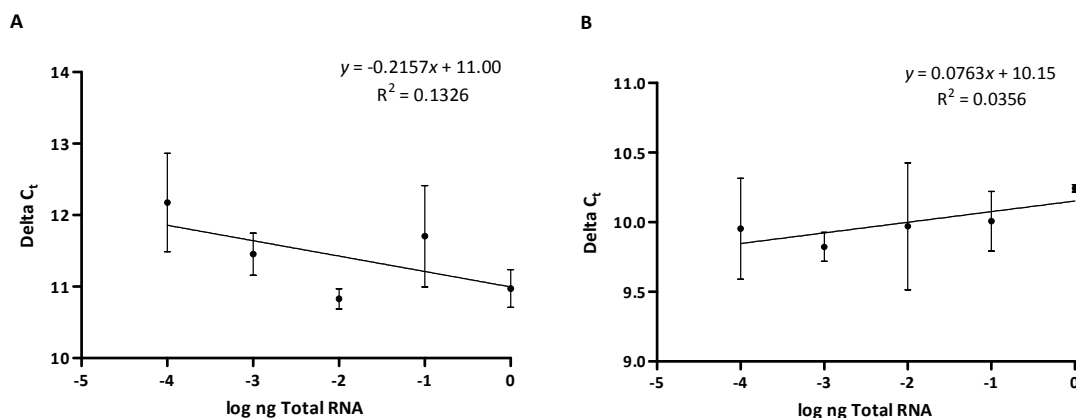 A
y = -0.2157x + 11.00
R² = 0.1326
14
13
12
11
10
Delta Ct
-5 -4 -3 -2 -1 0
log ng Total RNA
B
y = 0.0763x + 10.15
R² = 0.0356
11.0
10.5
10.0
9.5
9.0
Delta Ct
-5 -4 -3 -2 -1 0
log ng Total RNA